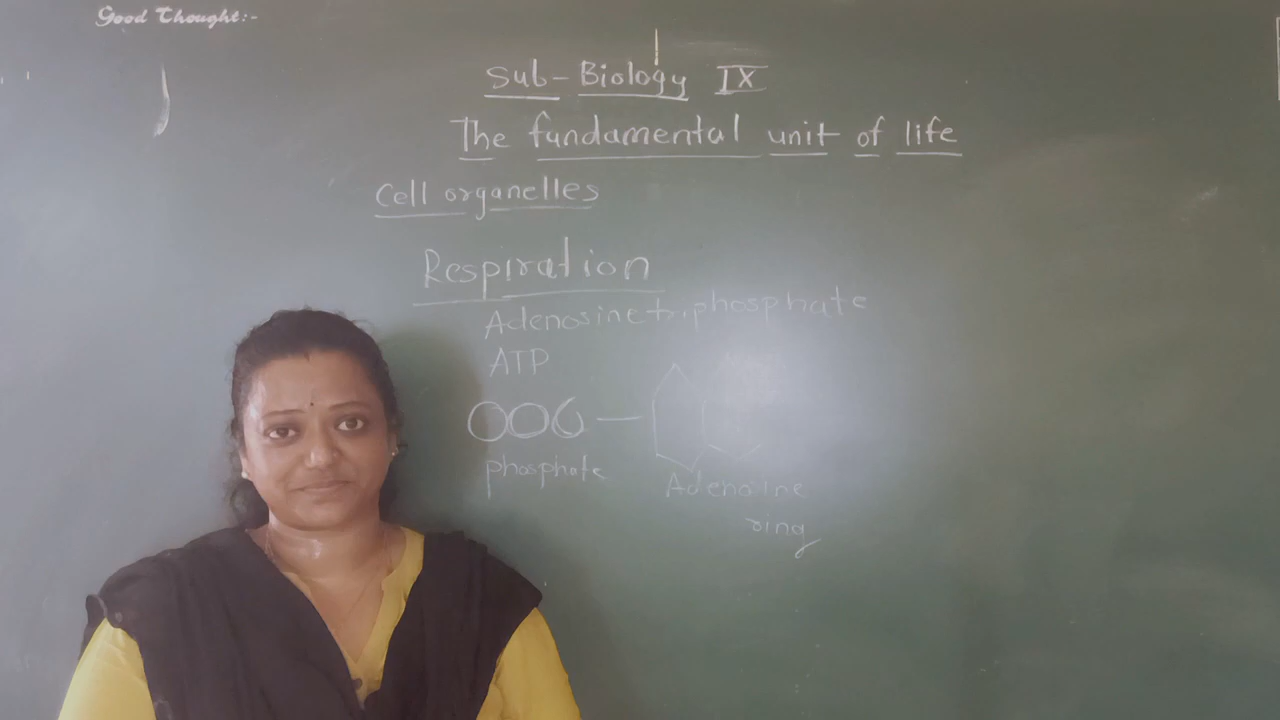 Good Thought:-
Sub-Biology IX
The fundamental unit of life
Cell organelles
Respiration
Adenosinetriphosphate
ATP
phosphate
Adenosine
ring